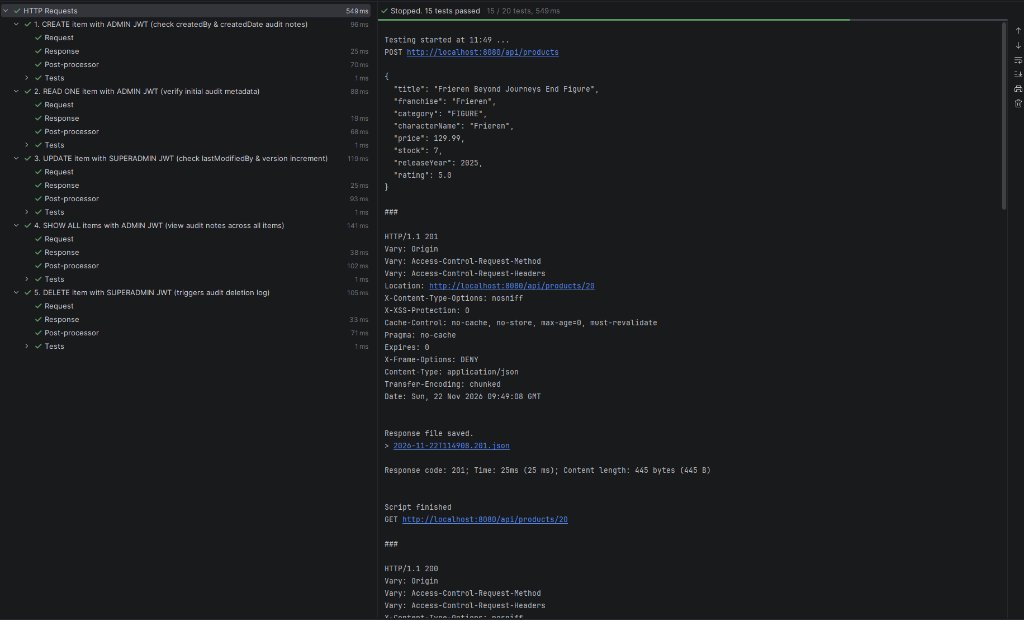 HTTP Requests 549 ms
1. CREATE item with ADMIN JWT (check createdBy & createdDate audit notes) 96 ms
Request
Response 25 ms
Post-processor 70 ms
Tests 1 ms
2. READ ONE item with ADMIN JWT (verify initial audit metadata) 88 ms
Request
Response 19 ms
Post-processor 68 ms
Tests 1 ms
3. UPDATE item with SUPERADMIN JWT (check lastModifiedBy & version increment) 119 ms
Request
Response 25 ms
Post-processor 93 ms
Tests 1 ms
4. SHOW ALL items with ADMIN JWT (view audit notes across all items) 141 ms
Request
Response 38 ms
Post-processor 102 ms
Tests 1 ms
5. DELETE item with SUPERADMIN JWT (triggers audit deletion log) 105 ms
Request
Response 33 ms
Post-processor 71 ms
Tests 1 ms
Stopped. 15 tests passed 15 / 20 tests, 549 ms
Testing started at 11:49 ...
POST http://localhost:8080/api/products
{
"title": "Frieren Beyond Journeys End Figure",
"franchise": "Frieren",
"category": "FIGURE",
"characterName": "Frieren",
"price": 129.99,
"stock": 7,
"releaseYear": 2025,
"rating": 5.0
}
###
HTTP/1.1 201
Vary: Origin
Vary: Access-Control-Request-Method
Vary: Access-Control-Request-Headers
Location: http://localhost:8080/api/products/20
X-Content-Type-Options: nosniff
X-XSS-Protection: 0
Cache-Control: no-cache, no-store, max-age=0, must-revalidate
Pragma: no-cache
Expires: 0
X-Frame-Options: DENY
Content-Type: application/json
Transfer-Encoding: chunked
Date: Sun, 22 Nov 2026 09:49:08 GMT
Response file saved.
> 2026-11-22T114908.201.json
Response code: 201; Time: 25ms (25 ms); Content length: 445 bytes (445 B)
Script finished
GET http://localhost:8080/api/products/20
###
HTTP/1.1 200
Vary: Origin
Vary: Access-Control-Request-Method
Vary: Access-Control-Request-Headers
X-Content-Type-Options: nosniff